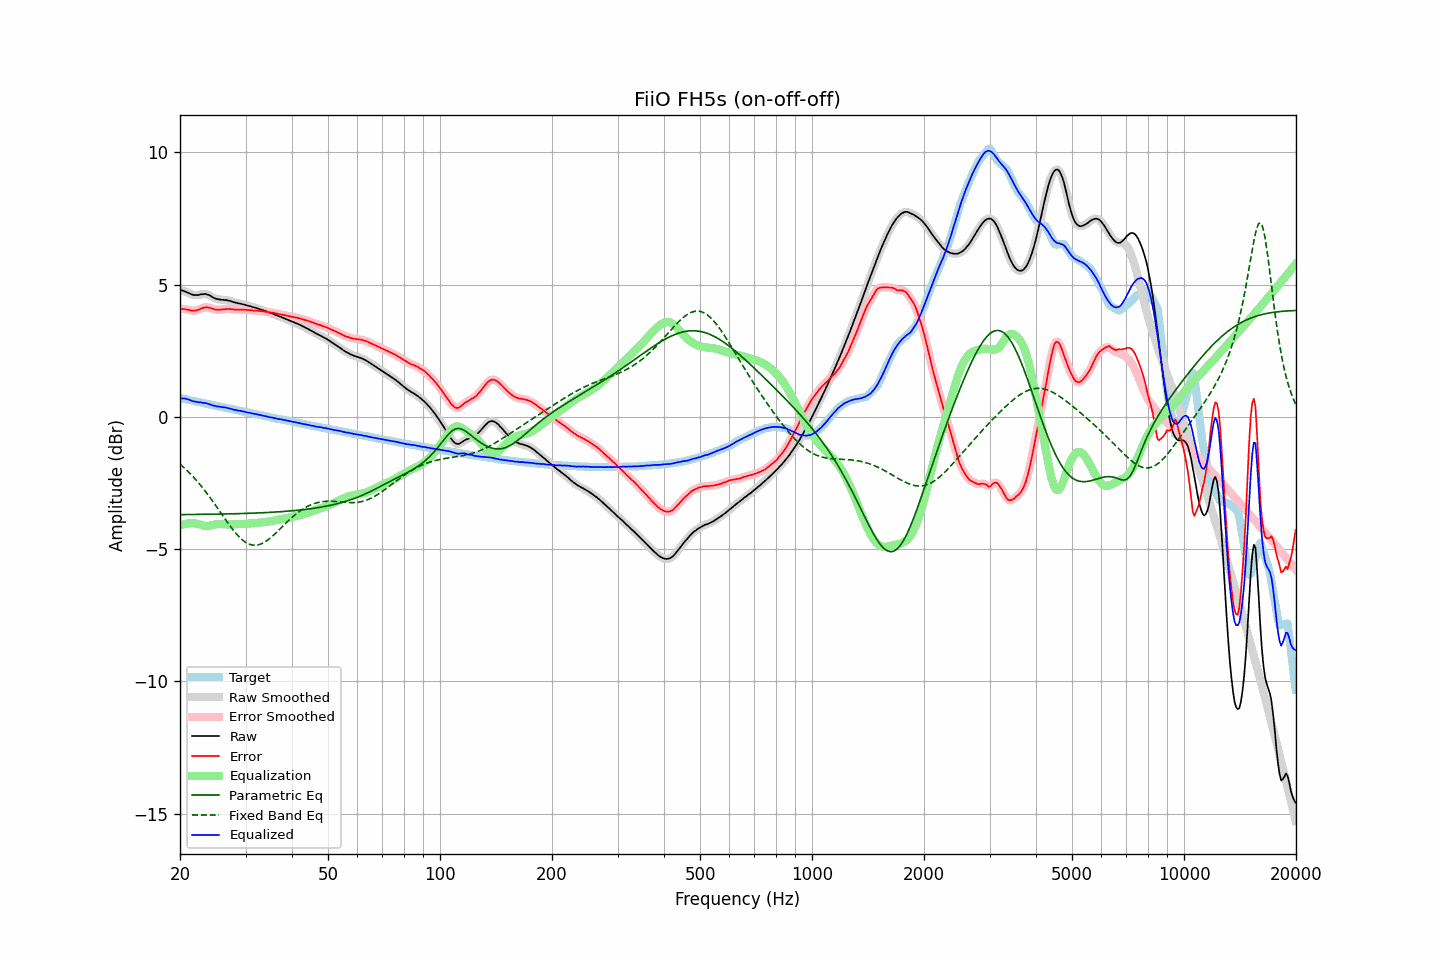 FiiO FH5s (on-off-off)
Amplitude (dBr)
10
5
0
−5
−10
−15
Target
Raw Smoothed
Error Smoothed
Raw
Error
Equalization
Parametric Eq
Fixed Band Eq
Equalized
20 50 100 200 500 1000 2000 5000 10000 20000
Frequency (Hz)